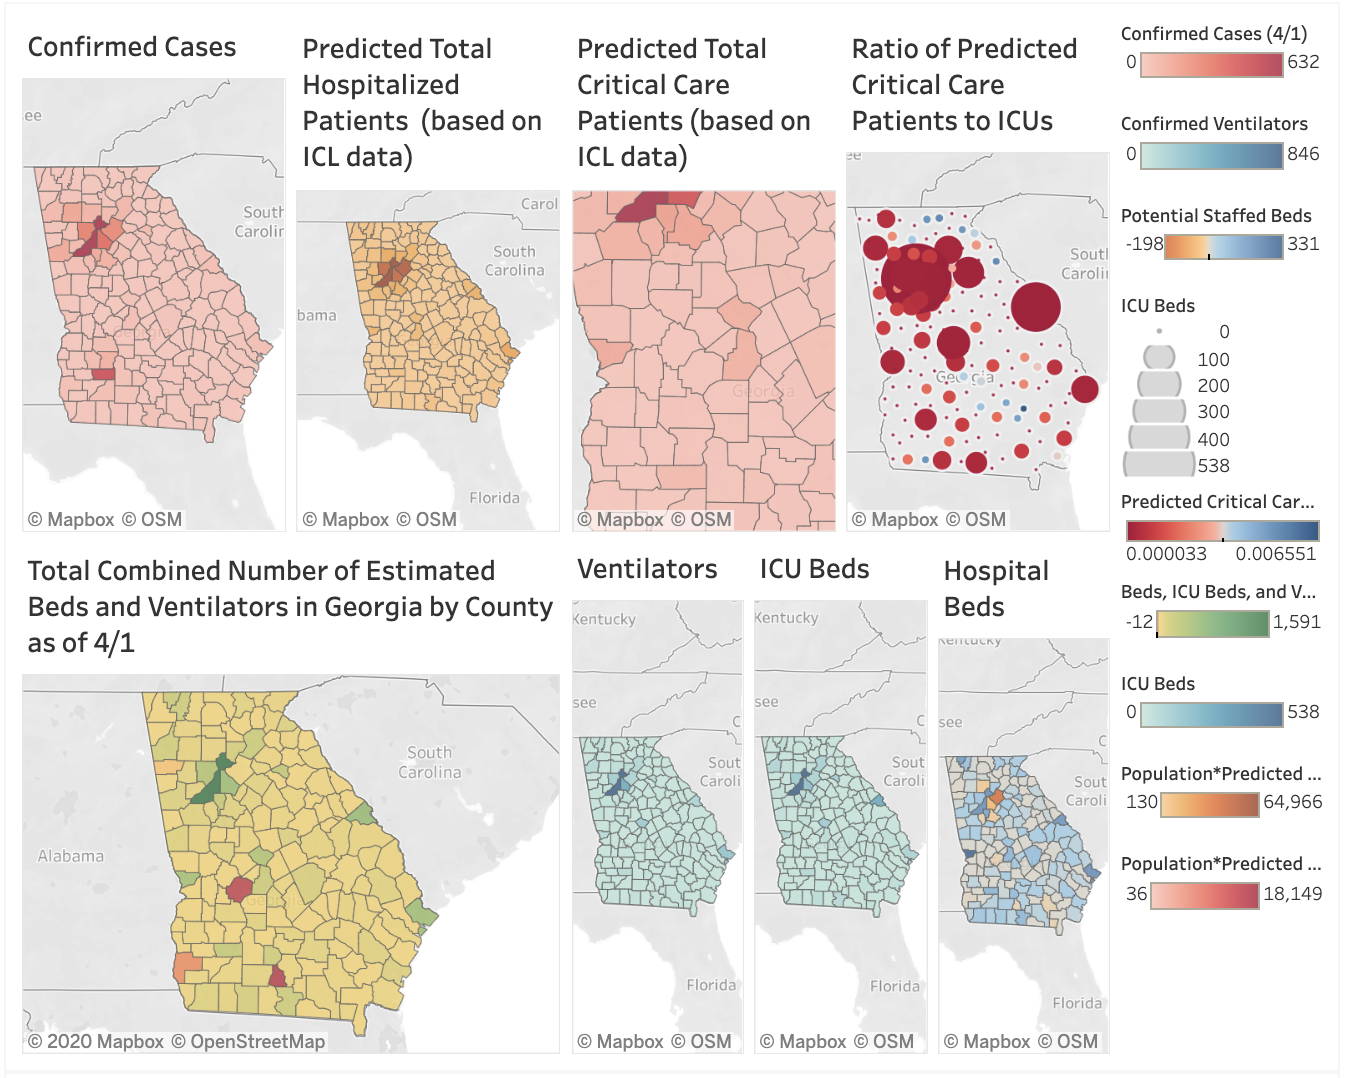 Confirmed Cases
ee
South
Carolin
© Mapbox © OSM
Predicted Total
Hospitalized
Patients (based on
ICL data)
Carol
South
Carolina
bama
Florida
© Mapbox © OSM
Predicted Total
Critical Care
Patients (based on
ICL data)
Georgia
© Mapbox © OSM
Ratio of Predicted
Critical Care
Patients to ICUs
ee
Sout
Caroli
Georgia
© Mapbox © OSM
Confirmed Cases (4/1)
0 632
Confirmed Ventilators
0 846
Potential Staffed Beds
-198 331
ICU Beds
0
100
200
300
400
538
Predicted Critical Car...
0.000033 0.006551
Beds, ICU Beds, and V...
-12 1,591
ICU Beds
0 538
Population*Predicted ...
130 64,966
Population*Predicted ...
36 18,149
Total Combined Number of Estimated
Beds and Ventilators in Georgia by County
as of 4/1
South
Carolina
Alabama
Georgia
© 2020 Mapbox © OpenStreetMap
Ventilators
Kentucky
see
C
Sout
Caroli
Florida
© Mapbox © OSM
ICU Beds
Kentucky
see
C
Sout
Caroli
Florida
© Mapbox © OSM
Hospital
Beds
Kentucky
see
C
Sout
Caroli
Florida
© Mapbox © OSM